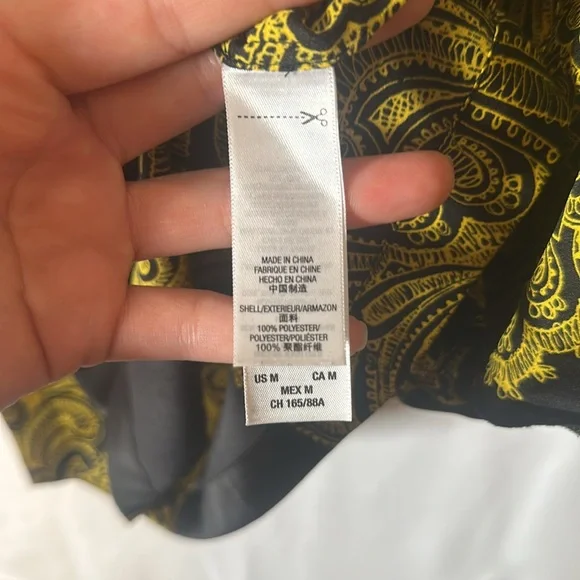 MADE IN CHINA
FABRIQUE EN CHINE
HECHO EN CHINA
中国制造
SHELL/EXTERIEUR/ARMAZON
面料
100% POLYESTER/
POLYESTER/POLIÉSTER
100% 聚酯纤维
US M CA M
MEX M
CH 165/88A